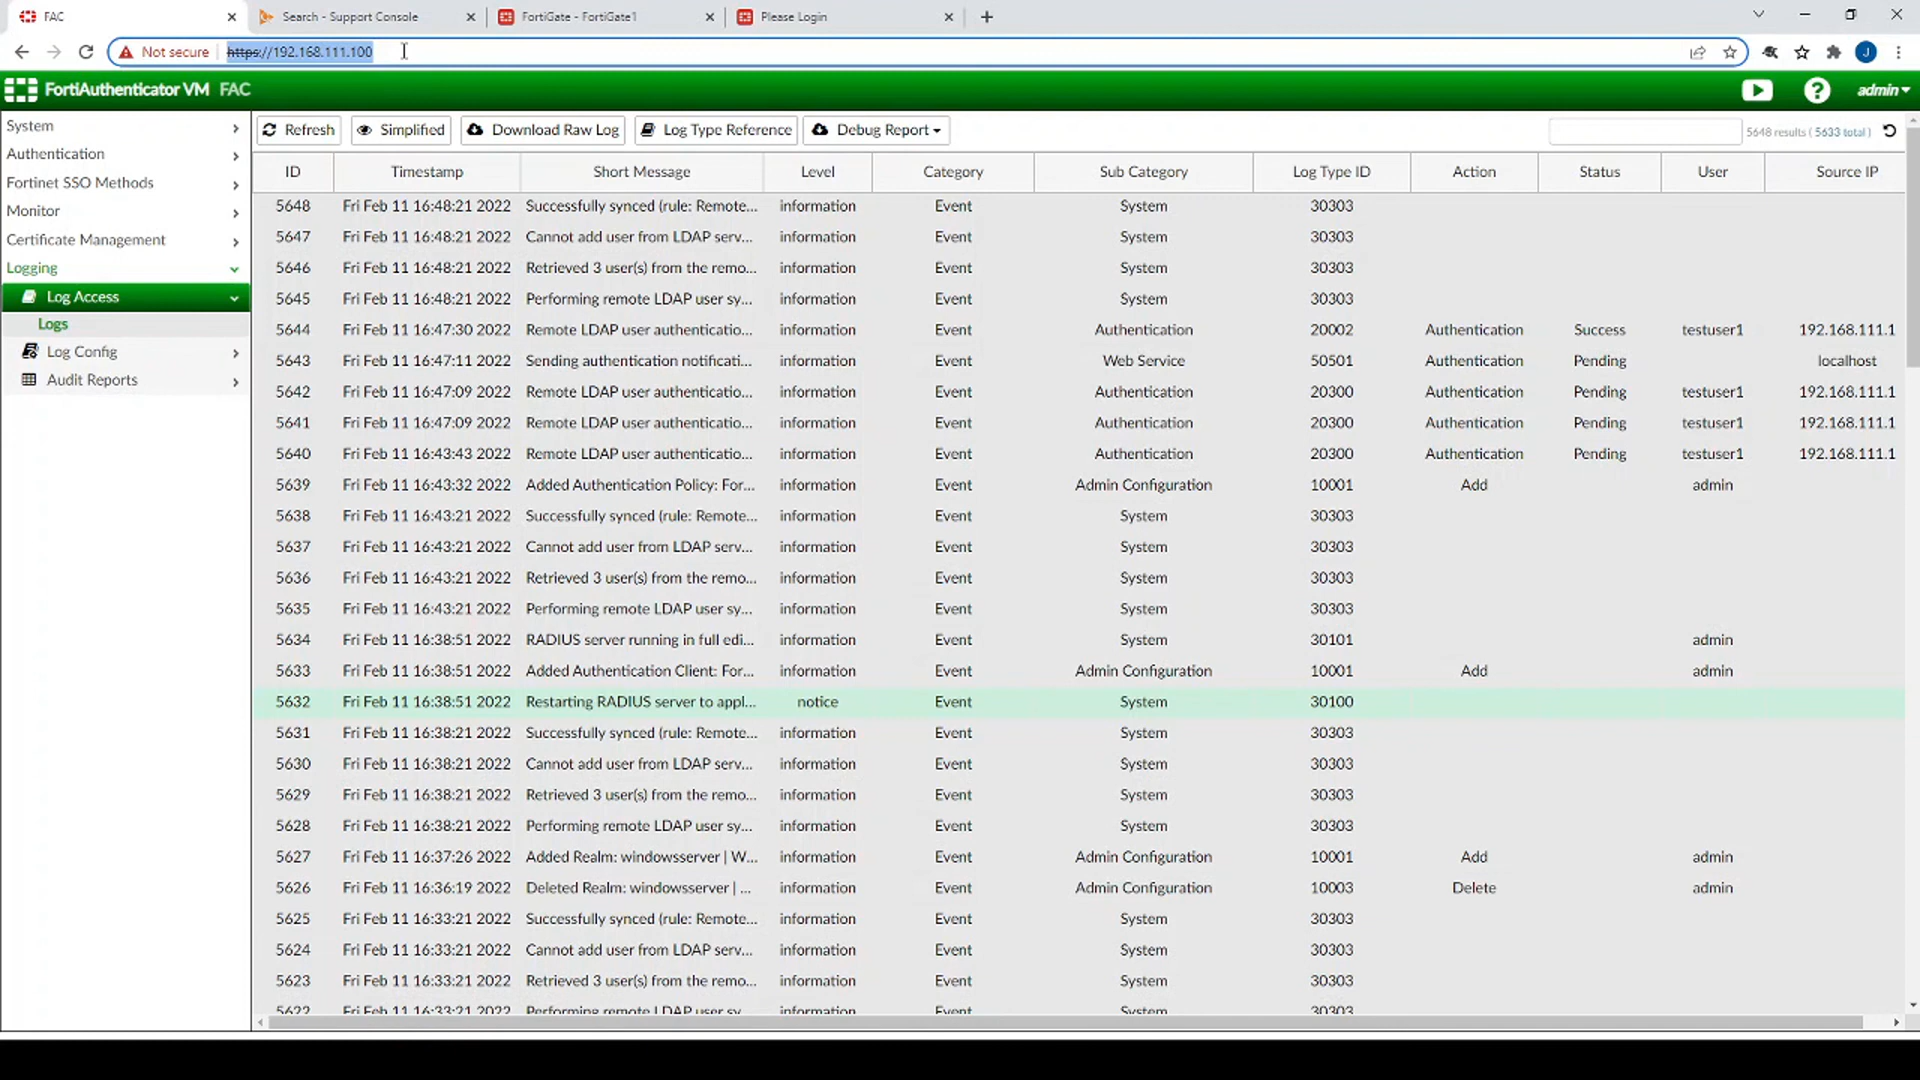 FAC
Search - Support Console
FortiGate - FortiGate1
Please Login
Not secure https://192.168.111.100
J
FortiAuthenticator VM FAC
admin
System
Authentication
Fortinet SSO Methods
Monitor
Certificate Management
Logging
Log Access
Logs
Log Config
Audit Reports
Refresh Simplified Download Raw Log Log Type Reference Debug Report
5648 results ( 5633 total )
ID Timestamp Short Message Level Category Sub Category Log Type ID Action Status User Source IP
5648 Fri Feb 11 16:48:21 2022 Successfully synced (rule: Remote... information Event System 30303
5647 Fri Feb 11 16:48:21 2022 Cannot add user from LDAP serv... information Event System 30303
5646 Fri Feb 11 16:48:21 2022 Retrieved 3 user(s) from the remo... information Event System 30303
5645 Fri Feb 11 16:48:21 2022 Performing remote LDAP user sy... information Event System 30303
5644 Fri Feb 11 16:47:30 2022 Remote LDAP user authenticatio... information Event Authentication 20002 Authentication Success testuser1 192.168.111.1
5643 Fri Feb 11 16:47:11 2022 Sending authentication notificati... information Event Web Service 50501 Authentication Pending localhost
5642 Fri Feb 11 16:47:09 2022 Remote LDAP user authenticatio... information Event Authentication 20300 Authentication Pending testuser1 192.168.111.1
5641 Fri Feb 11 16:47:09 2022 Remote LDAP user authenticatio... information Event Authentication 20300 Authentication Pending testuser1 192.168.111.1
5640 Fri Feb 11 16:43:43 2022 Remote LDAP user authenticatio... information Event Authentication 20300 Authentication Pending testuser1 192.168.111.1
5639 Fri Feb 11 16:43:32 2022 Added Authentication Policy: For... information Event Admin Configuration 10001 Add admin
5638 Fri Feb 11 16:43:21 2022 Successfully synced (rule: Remote... information Event System 30303
5637 Fri Feb 11 16:43:21 2022 Cannot add user from LDAP serv... information Event System 30303
5636 Fri Feb 11 16:43:21 2022 Retrieved 3 user(s) from the remo... information Event System 30303
5635 Fri Feb 11 16:43:21 2022 Performing remote LDAP user sy... information Event System 30303
5634 Fri Feb 11 16:38:51 2022 RADIUS server running in full edi... information Event System 30101 admin
5633 Fri Feb 11 16:38:51 2022 Added Authentication Client: For... information Event Admin Configuration 10001 Add admin
5632 Fri Feb 11 16:38:51 2022 Restarting RADIUS server to appl... notice Event System 30100
5631 Fri Feb 11 16:38:21 2022 Successfully synced (rule: Remote... information Event System 30303
5630 Fri Feb 11 16:38:21 2022 Cannot add user from LDAP serv... information Event System 30303
5629 Fri Feb 11 16:38:21 2022 Retrieved 3 user(s) from the remo... information Event System 30303
5628 Fri Feb 11 16:38:21 2022 Performing remote LDAP user sy... information Event System 30303
5627 Fri Feb 11 16:37:26 2022 Added Realm: windowsserver | W... information Event Admin Configuration 10001 Add admin
5626 Fri Feb 11 16:36:19 2022 Deleted Realm: windowsserver | ... information Event Admin Configuration 10003 Delete admin
5625 Fri Feb 11 16:33:21 2022 Successfully synced (rule: Remote... information Event System 30303
5624 Fri Feb 11 16:33:21 2022 Cannot add user from LDAP serv... information Event System 30303
5623 Fri Feb 11 16:33:21 2022 Retrieved 3 user(s) from the remo... information Event System 30303
5622 Fri Feb 11 16:33:21 2022 Performing remote LDAP user sy... information Event System 30303